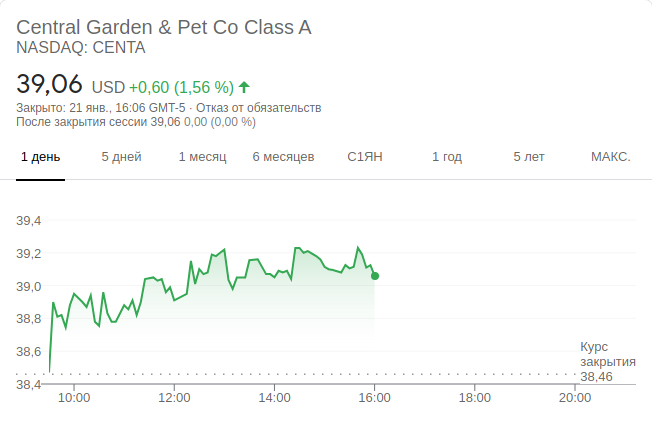 Central Garden & Pet Co Class A
NASDAQ: CENTA
39,06 USD +0,60 (1,56 %)
Закрыто: 21 янв., 16:06 GMT-5 · Отказ от обязательств
После закрытия сессии 39,06 0,00 (0,00 %)
1 день 5 дней 1 месяц 6 месяцев С1ЯН 1 год 5 лет МАКС.
39,4
39,2
39,0
38,8
38,6
Курс
закрытия
38,46
38,4
10:00 12:00 14:00 16:00 18:00 20:00